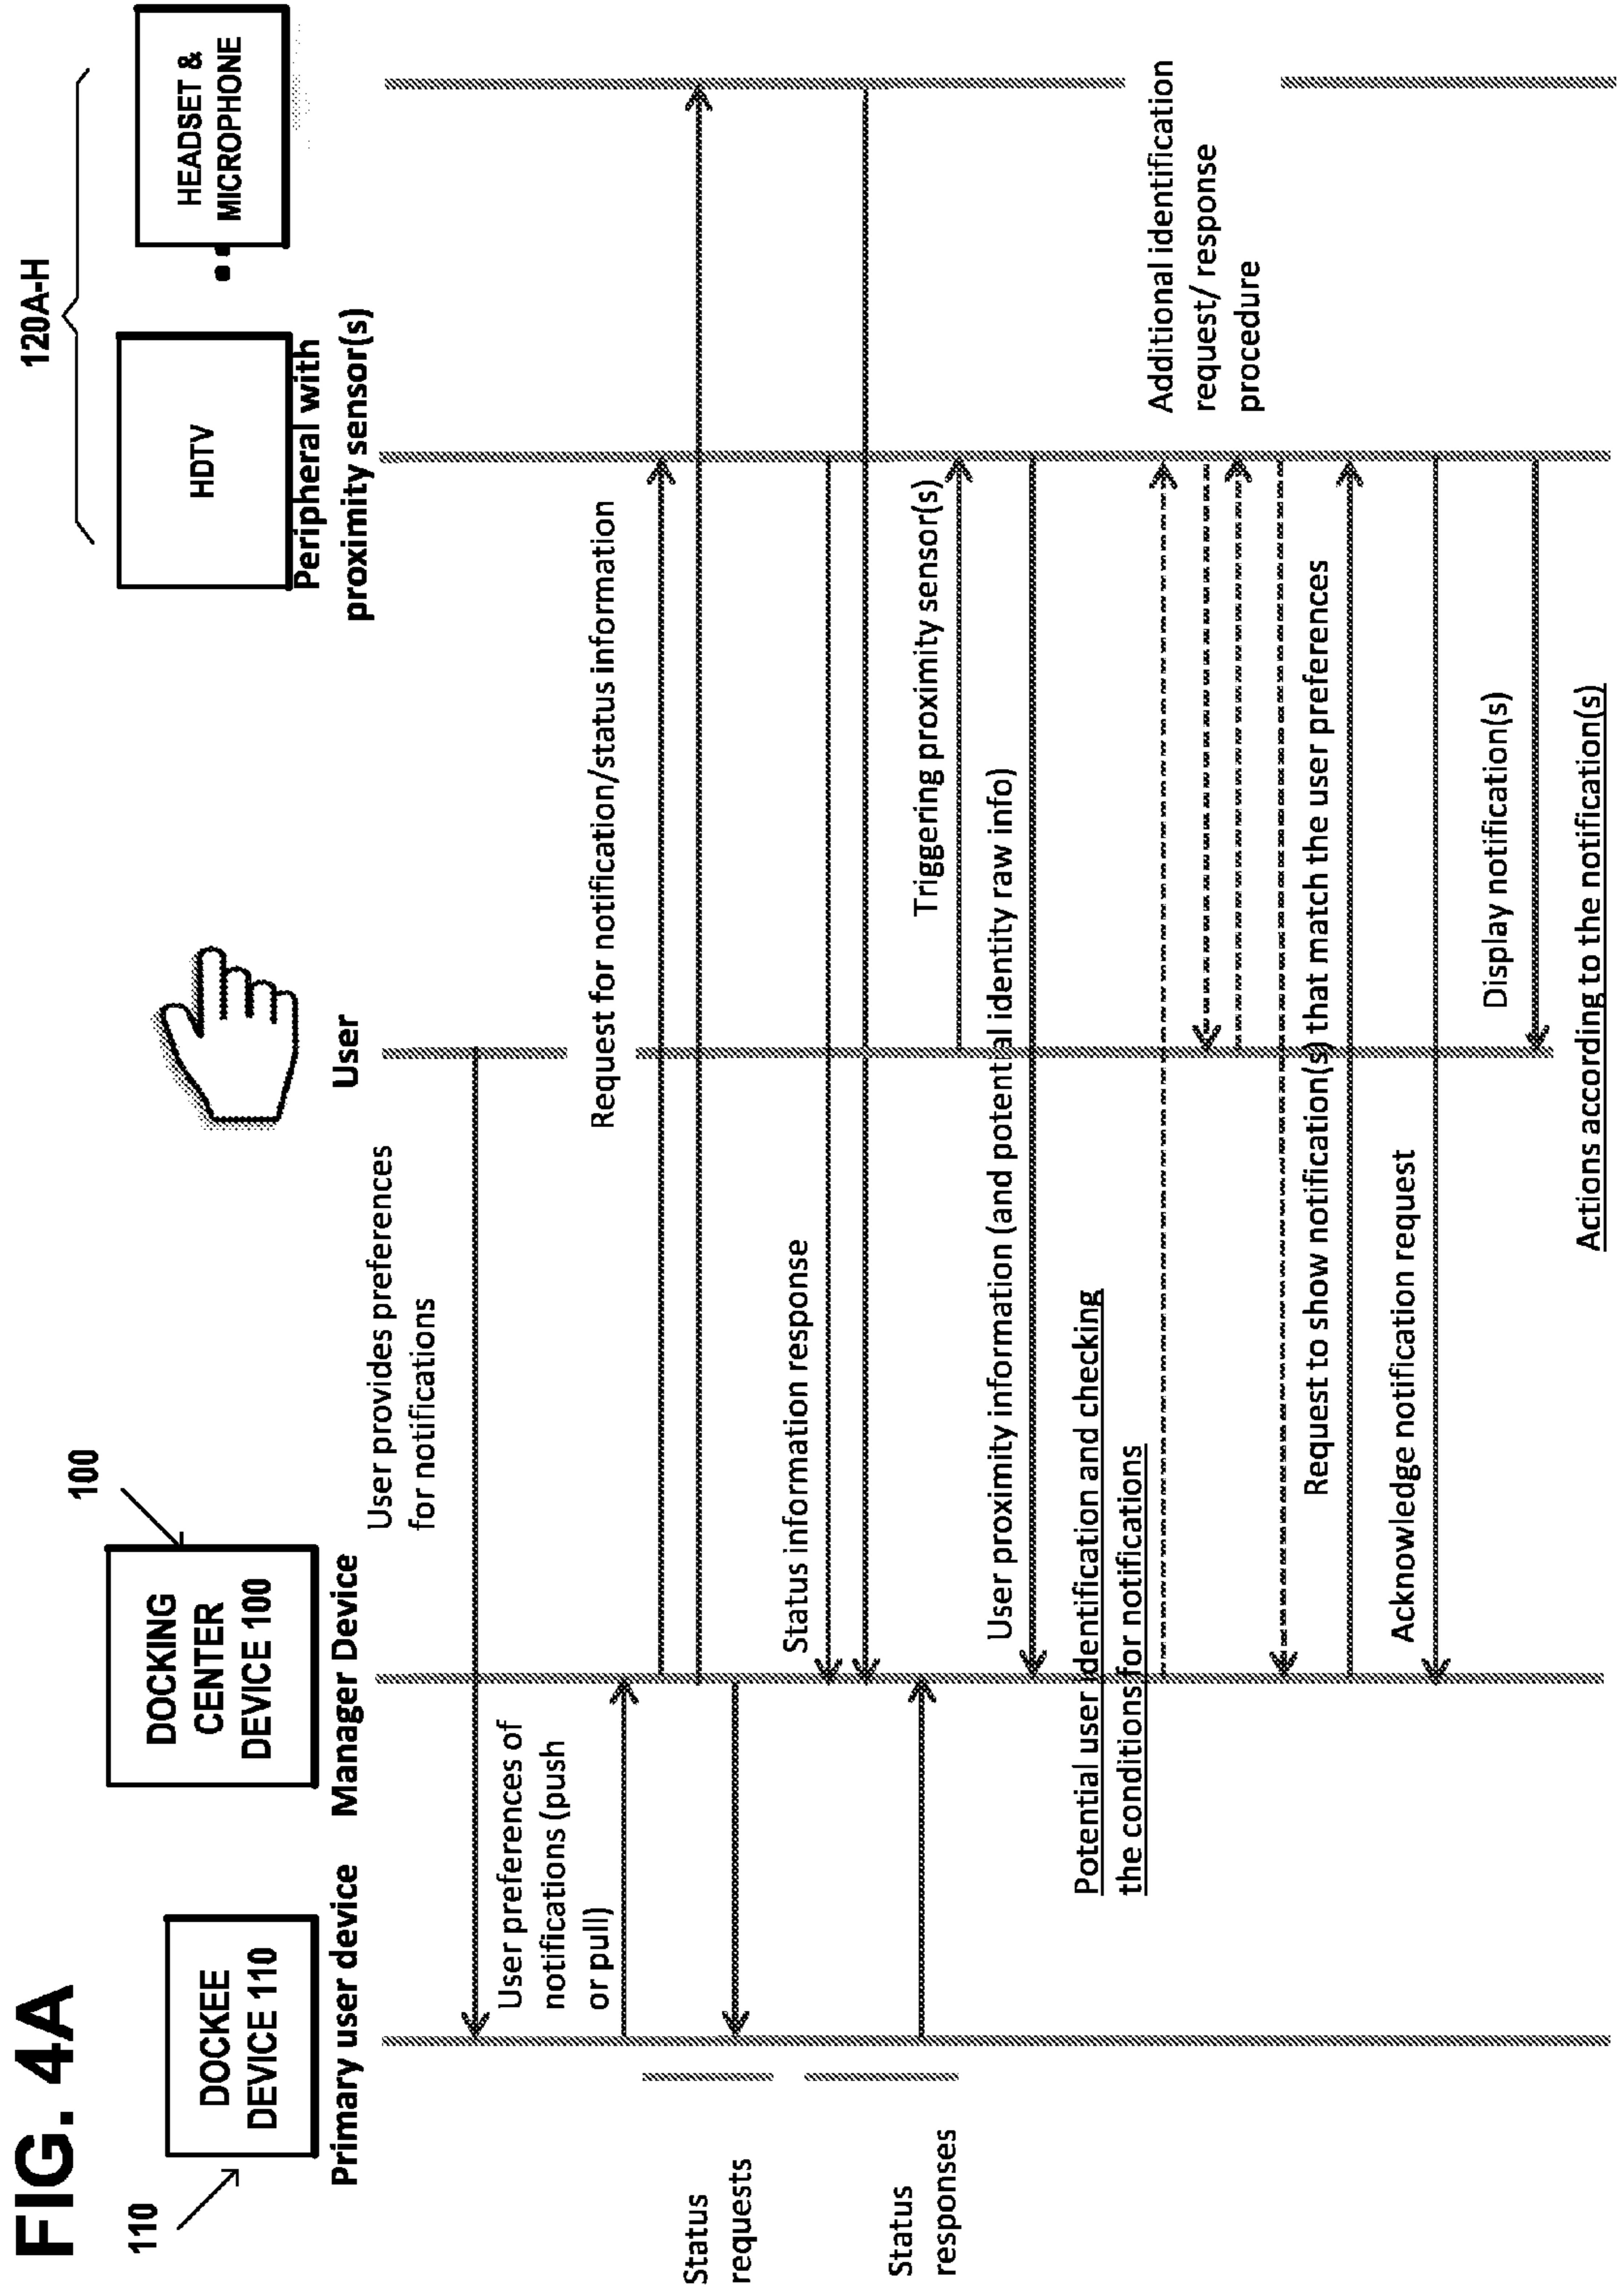 FIG. 4A
110
DOCKEE
DEVICE 110
Primary user device
100
DOCKING
CENTER
DEVICE 100
Manager Device
User
120A-H
HDTV
Peripheral with
proximity sensor(s)
HEADSET &
MICROPHONE
User provides preferences
for notifications
User preferences of
notifications (push
or pull)
Request for notification/status information
Status
requests
Status information response
Status
responses
Triggering proximity sensor(s)
User proximity information (and potential identity raw info)
Potential user identification and checking
the conditions for notifications
Additional identification
request/ response
procedure
Request to show notification(s) that match the user preferences
Acknowledge notification request
Display notification(s)
Actions according to the notification(s)